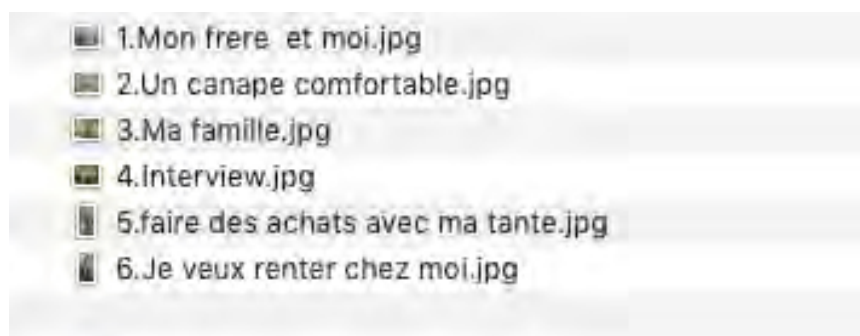 1.Mon frere et moi.jpg
2.Un canape comfortable.jpg
3.Ma famille.jpg
4.Interview.jpg
5.faire des achats avec ma tante.jpg
6.Je veux renter chez moi.jpg